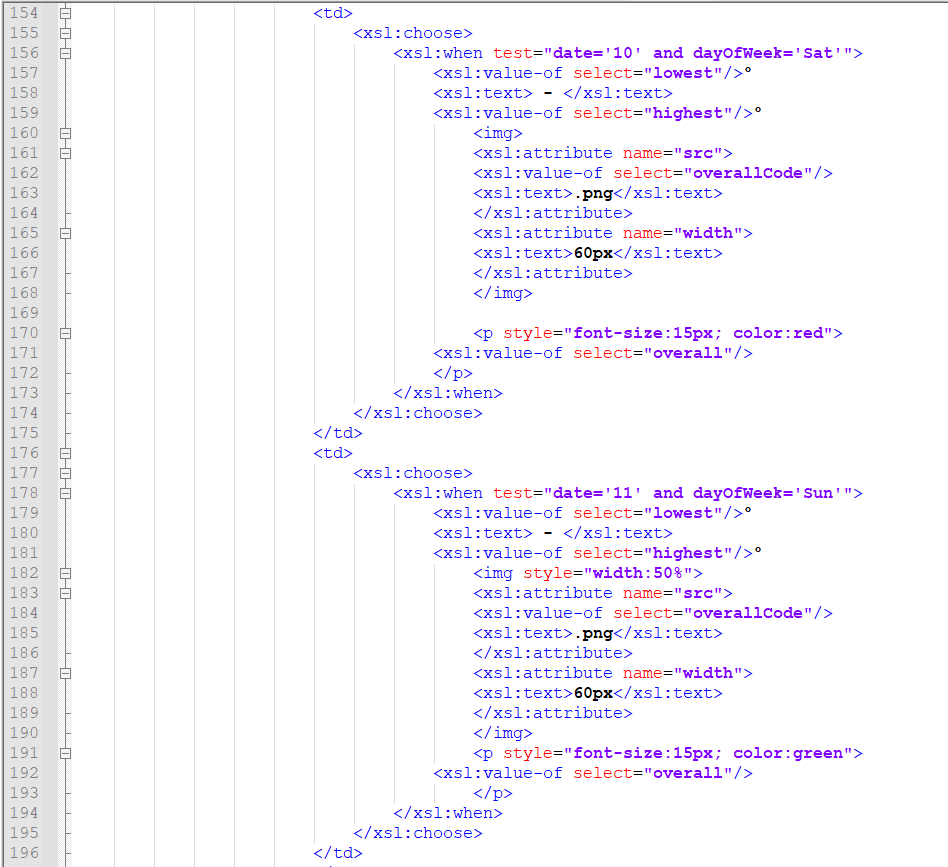 154 <td>
155 <xsl:choose>
156 <xsl:when test="date='10' and dayOfWeek='Sat'">
157 <xsl:value-of select="lowest"/>°
158 <xsl:text> - </xsl:text>
159 <xsl:value-of select="highest"/>°
160 <img>
161 <xsl:attribute name="src">
162 <xsl:value-of select="overallCode"/>
163 <xsl:text>.png</xsl:text>
164 </xsl:attribute>
165 <xsl:attribute name="width">
166 <xsl:text>60px</xsl:text>
167 </xsl:attribute>
168 </img>
169
170 <p style="font-size:15px; color:red">
171 <xsl:value-of select="overall"/>
172 </p>
173 </xsl:when>
174 </xsl:choose>
175 </td>
176 <td>
177 <xsl:choose>
178 <xsl:when test="date='11' and dayOfWeek='Sun'">
179 <xsl:value-of select="lowest"/>°
180 <xsl:text> - </xsl:text>
181 <xsl:value-of select="highest"/>°
182 <img style="width:50%">
183 <xsl:attribute name="src">
184 <xsl:value-of select="overallCode"/>
185 <xsl:text>.png</xsl:text>
186 </xsl:attribute>
187 <xsl:attribute name="width">
188 <xsl:text>60px</xsl:text>
189 </xsl:attribute>
190 </img>
191 <p style="font-size:15px; color:green">
192 <xsl:value-of select="overall"/>
193 </p>
194 </xsl:when>
195 </xsl:choose>
196 </td>